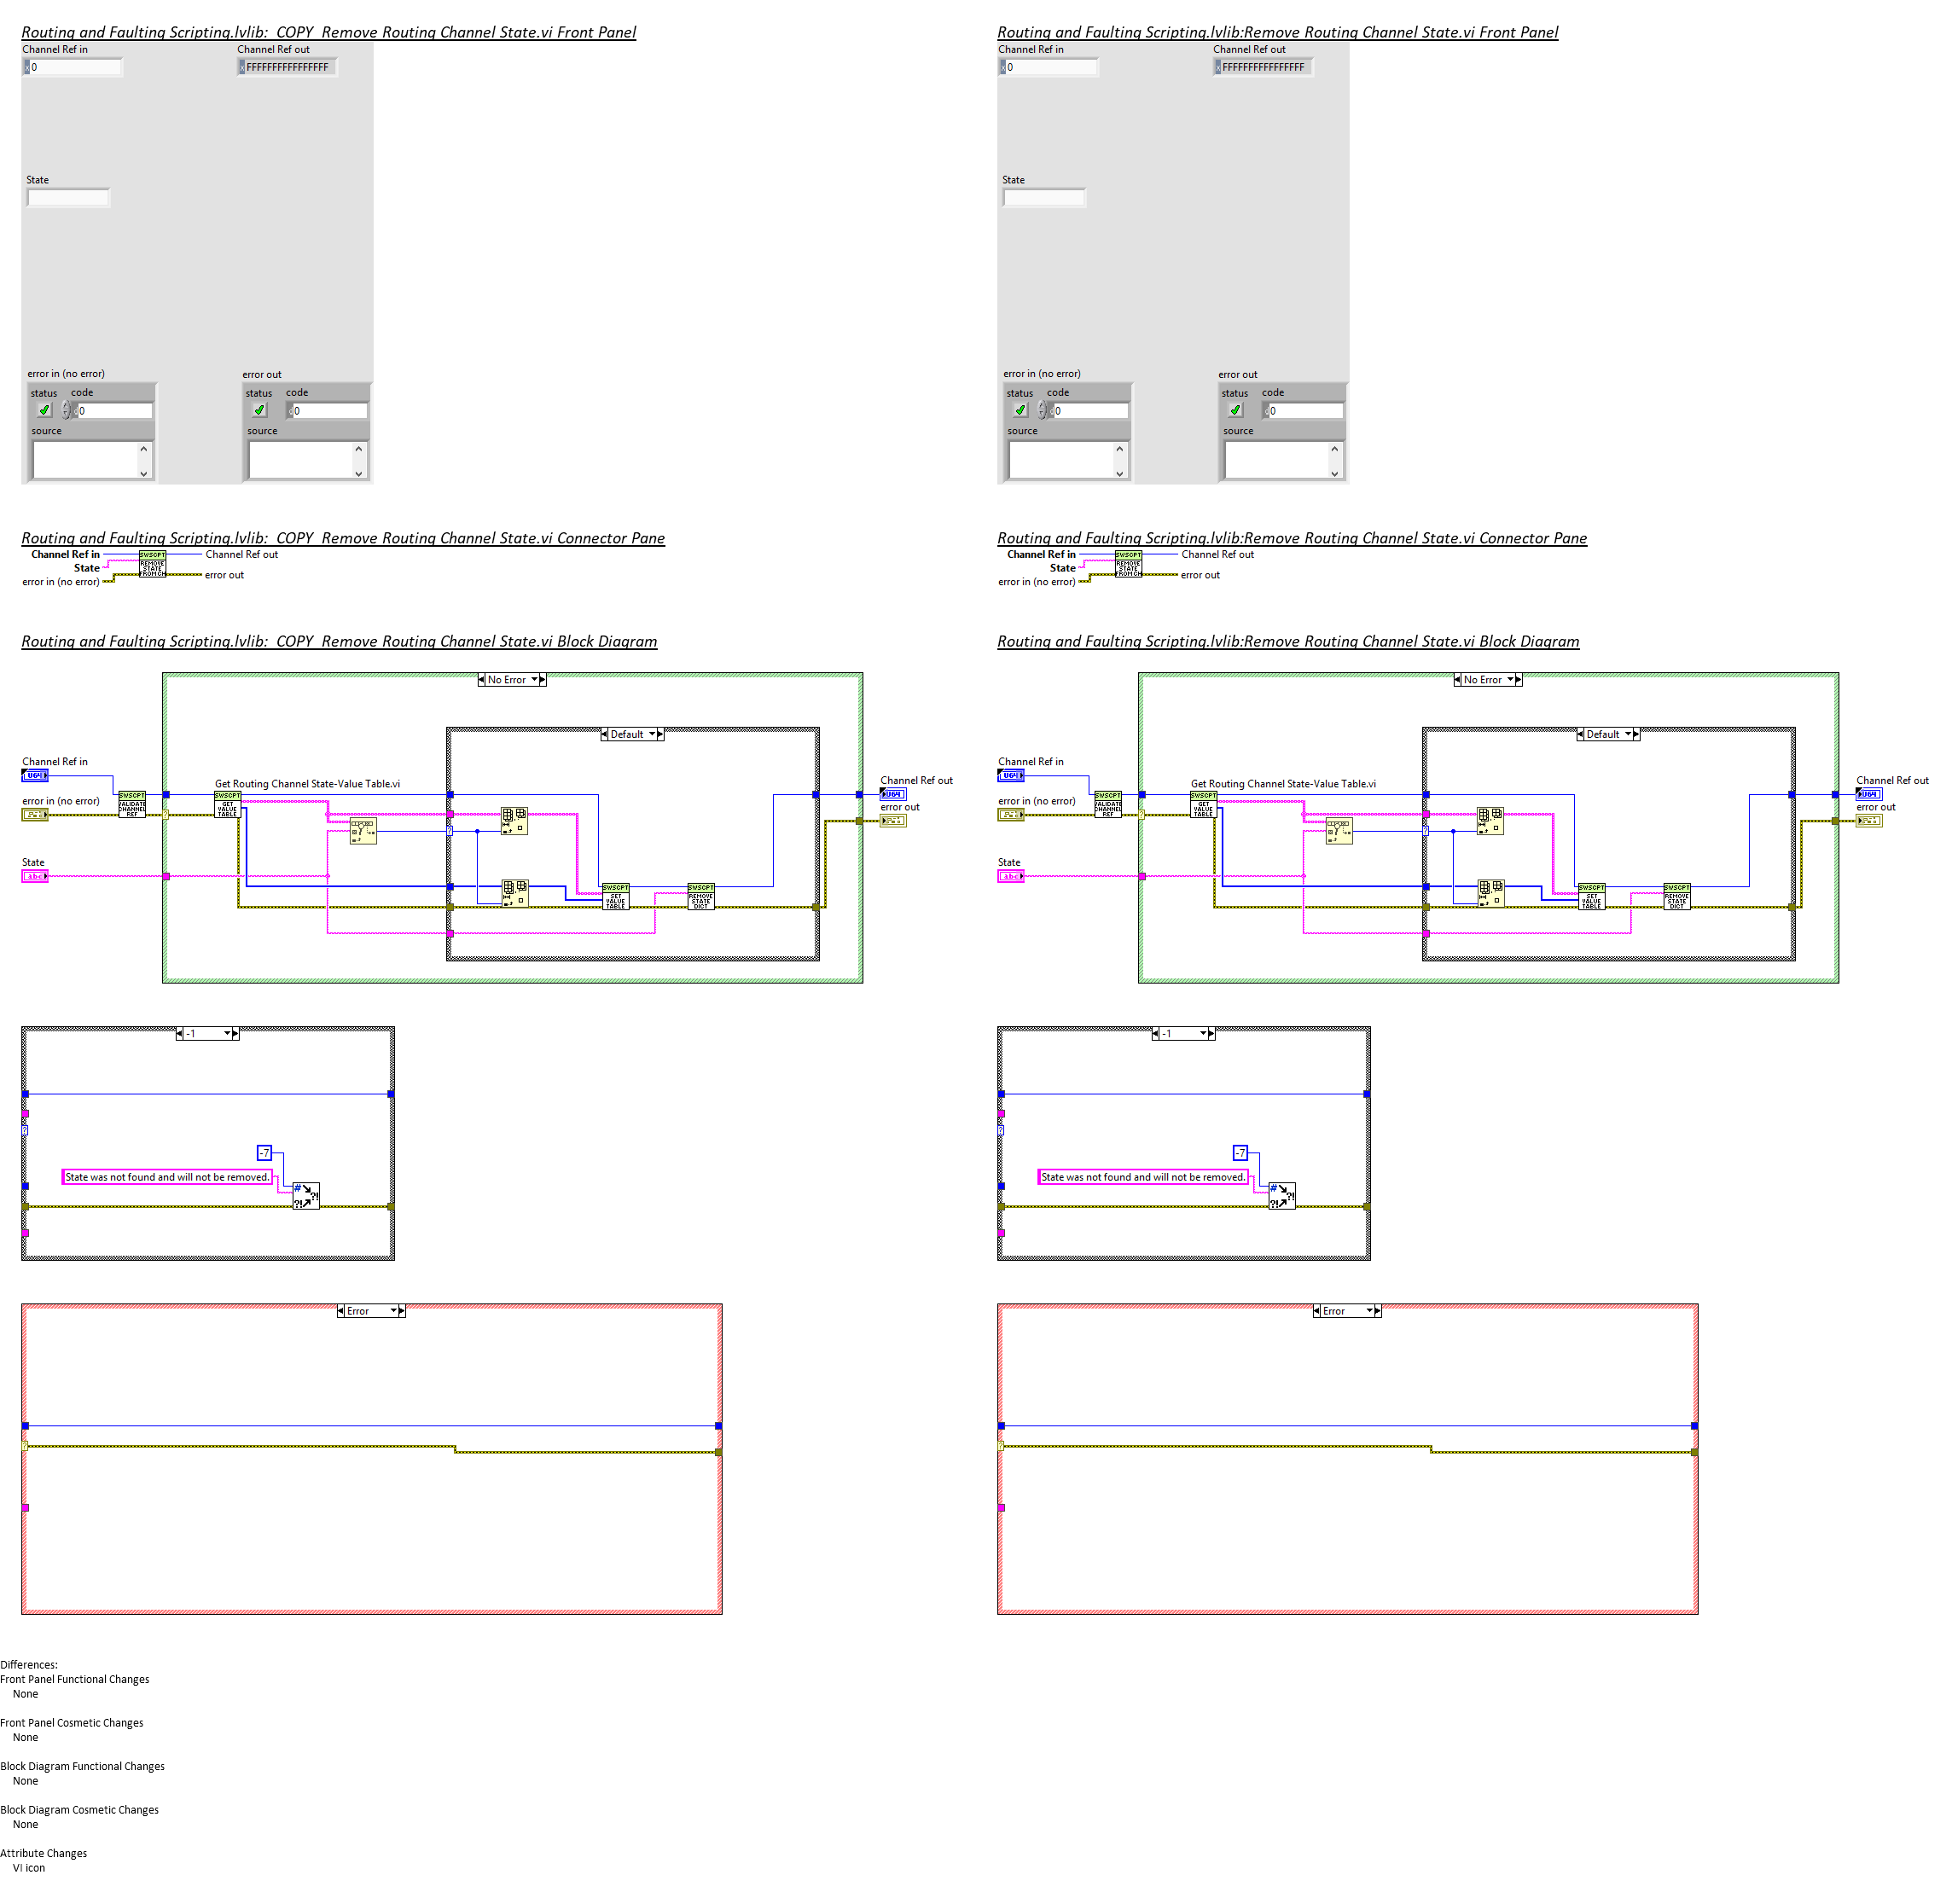 Routing and Faulting Scripting.lvlib:  COPY  Remove Routing Channel State.vi Front Panel
Channel Ref in
Channel Ref out
x 0
x FFFFFFFFFFFFFFFF
State
error in (no error)
error out
status code
status code
d 0
d 0
source
source
Routing and Faulting Scripting.lvlib:  COPY  Remove Routing Channel State.vi Connector Pane
Channel Ref in
SWSCPT
Channel Ref out
State
REMOVE
STATE
FROM CH
error in (no error)
error out
Routing and Faulting Scripting.lvlib:  COPY  Remove Routing Channel State.vi Block Diagram
No Error
Default
Channel Ref in
U64
error in (no error)
SWSCPT
VALIDATE
CHANNEL
REF
Get Routing Channel State-Value Table.vi
SWSCPT
GET
VALUE
TABLE
State
abc
SWSCPT
SET
VALUE
TABLE
SWSCPT
REMOVE
STATE
DICT
Channel Ref out
U64
error out
-1
-7
State was not found and will not be removed.
Error
Routing and Faulting Scripting.lvlib:Remove Routing Channel State.vi Front Panel
Channel Ref in
Channel Ref out
x 0
x FFFFFFFFFFFFFFFF
State
error in (no error)
error out
status code
status code
d 0
d 0
source
source
Routing and Faulting Scripting.lvlib:Remove Routing Channel State.vi Connector Pane
Channel Ref in
SWSCPT
Channel Ref out
State
REMOVE
STATE
FROM CH
error in (no error)
error out
Routing and Faulting Scripting.lvlib:Remove Routing Channel State.vi Block Diagram
No Error
Default
Channel Ref in
U64
error in (no error)
SWSCPT
VALIDATE
CHANNEL
REF
Get Routing Channel State-Value Table.vi
SWSCPT
GET
VALUE
TABLE
State
abc
SWSCPT
SET
VALUE
TABLE
SWSCPT
REMOVE
STATE
DICT
Channel Ref out
U64
error out
-1
-7
State was not found and will not be removed.
Error
Differences:
Front Panel Functional Changes
None
Front Panel Cosmetic Changes
None
Block Diagram Functional Changes
None
Block Diagram Cosmetic Changes
None
Attribute Changes
VI icon